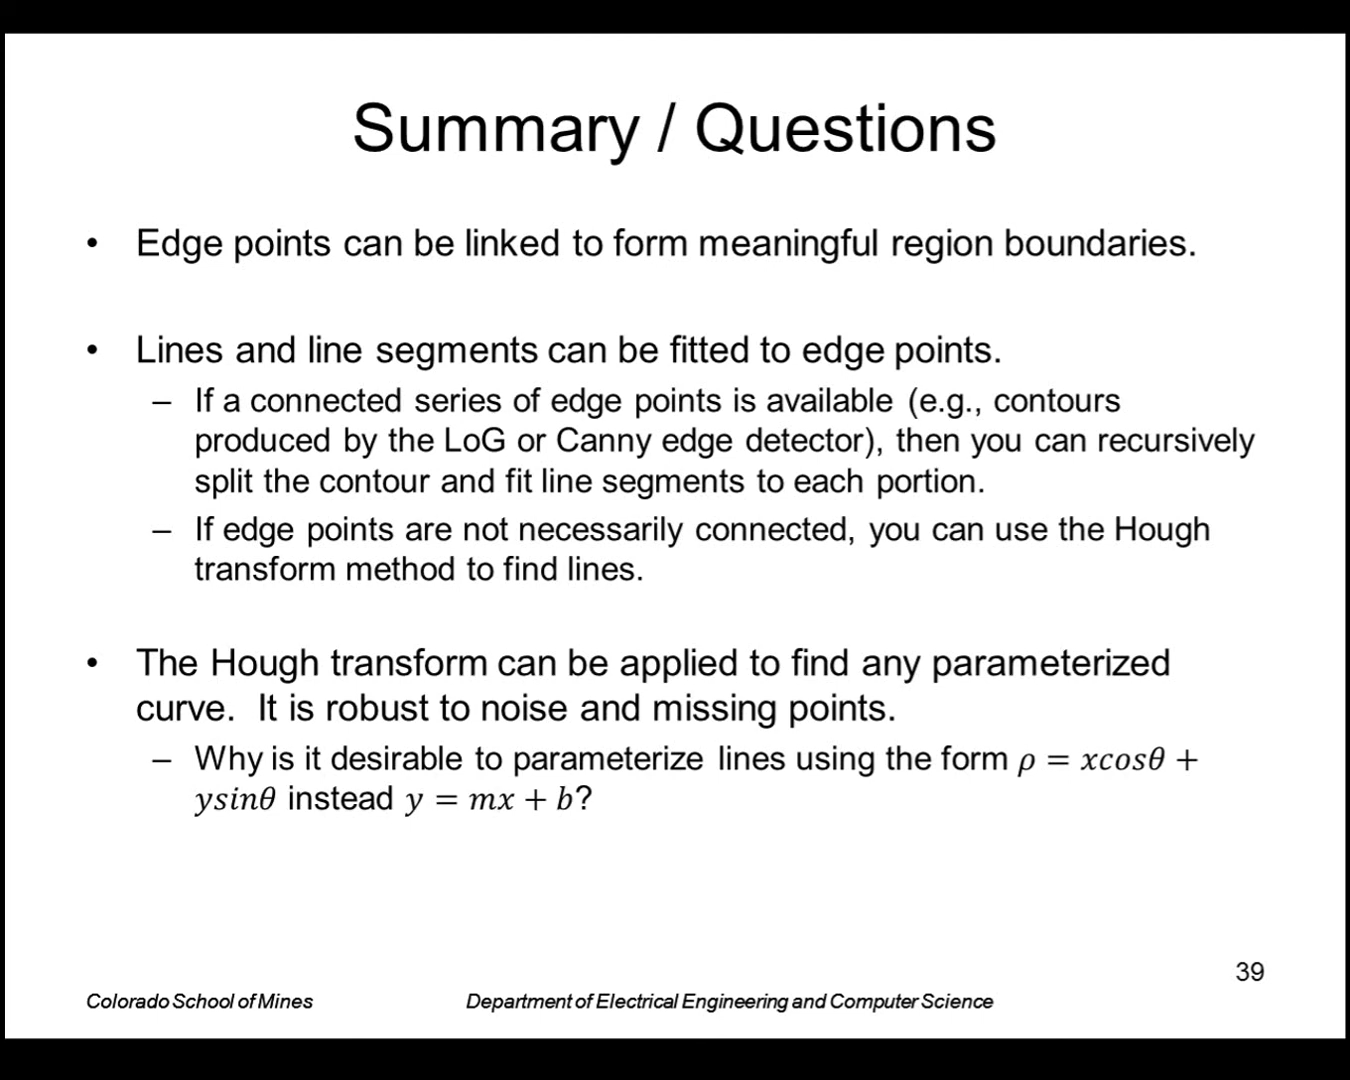 Summary / Questions
• Edge points can be linked to form meaningful region boundaries.
• Lines and line segments can be fitted to edge points.
– If a connected series of edge points is available (e.g., contours
produced by the LoG or Canny edge detector), then you can recursively
split the contour and fit line segments to each portion.
– If edge points are not necessarily connected, you can use the Hough
transform method to find lines.
• The Hough transform can be applied to find any parameterized
curve.  It is robust to noise and missing points.
– Why is it desirable to parameterize lines using the form ρ = xcosθ +
ysinθ instead y = mx + b?
39
Colorado School of Mines
Department of Electrical Engineering and Computer Science